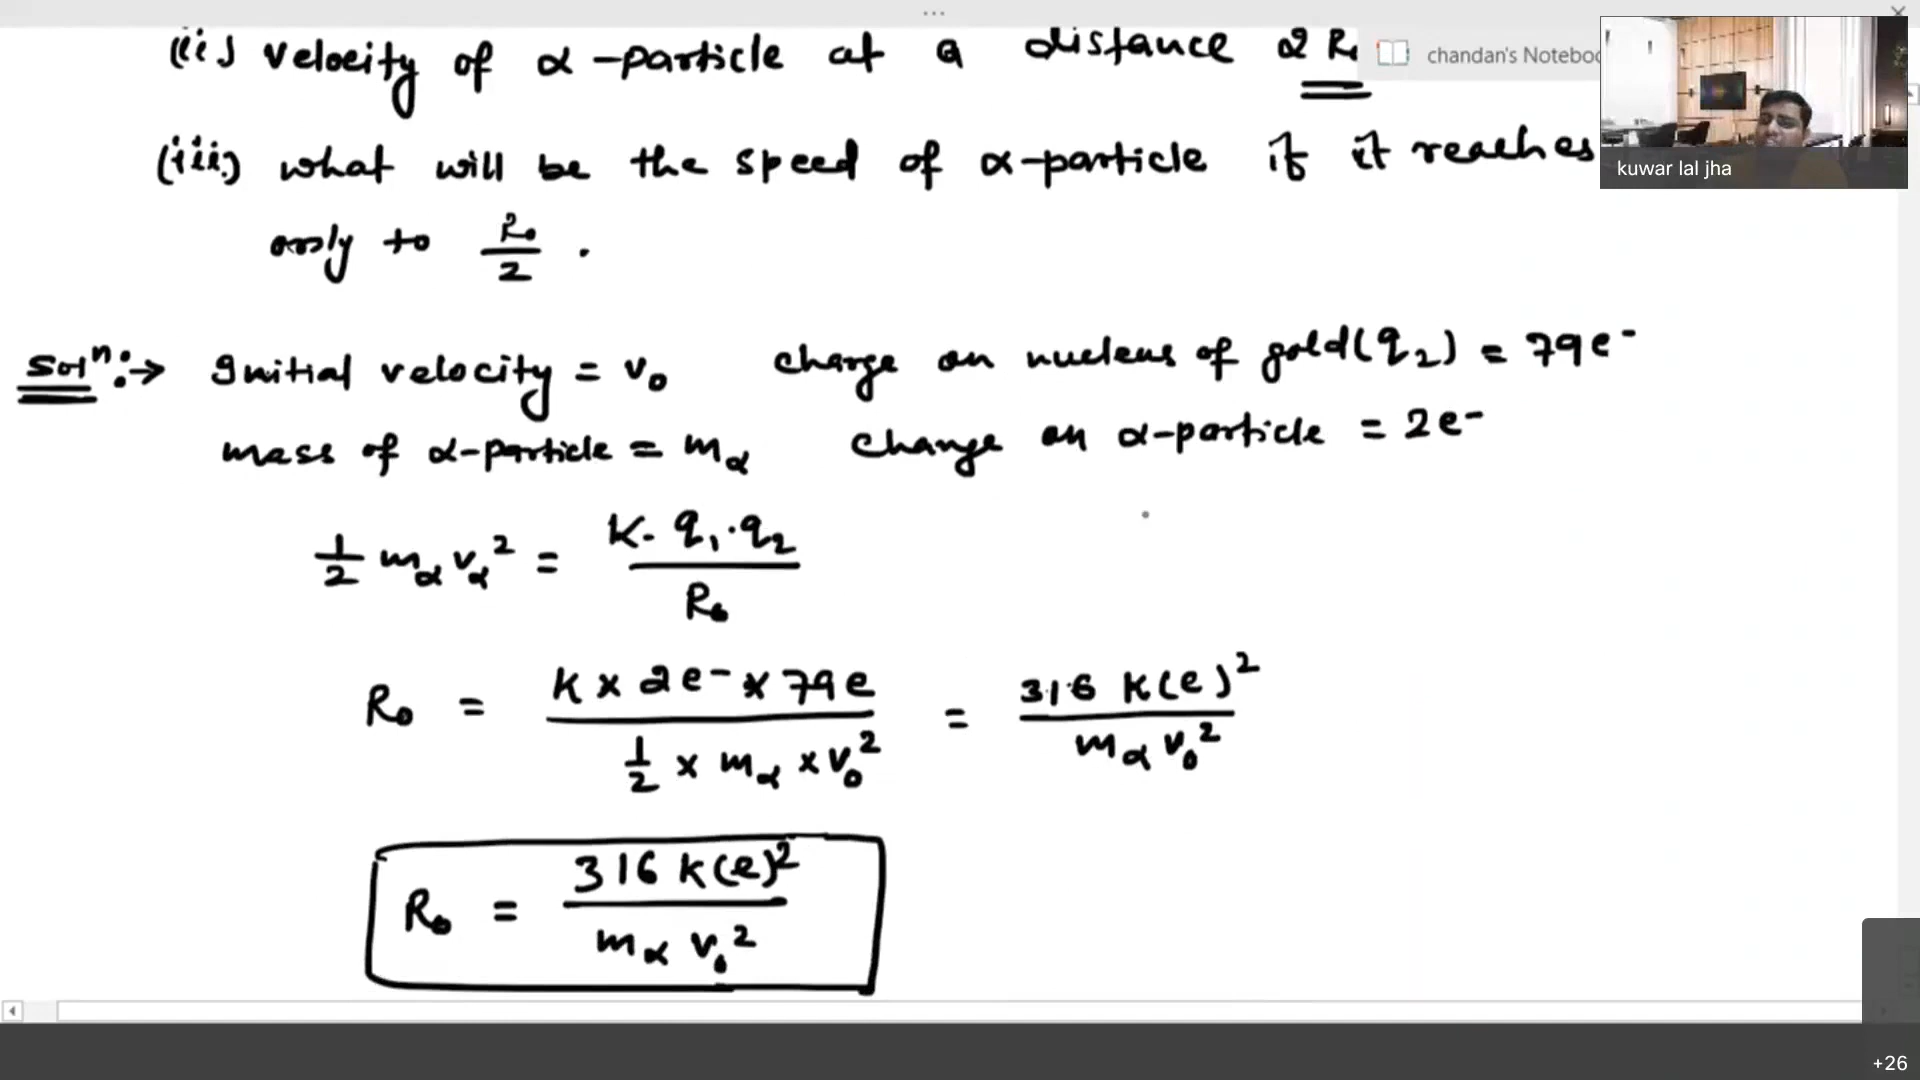 (ii) velocity of α-particle at a distance 2R₀
chandan's Noteboo
kuwar lal jha
(iii) what will be the speed of α-particle if it reaches
only to R₀/2 .
Solⁿ:→ Initial velocity = v₀ charge on nucleus of gold(q₂) = 79e⁻
mass of α-particle = mα change on α-particle = 2e⁻
1/2 mα vα² = K. q₁.q₂ / R₀
R₀ = K × 2e⁻ × 79e / 1/2 × mα × v₀² = 316 K(e)² / mα v₀²
R₀ = 316 K(e)² / mα v₀²
+26